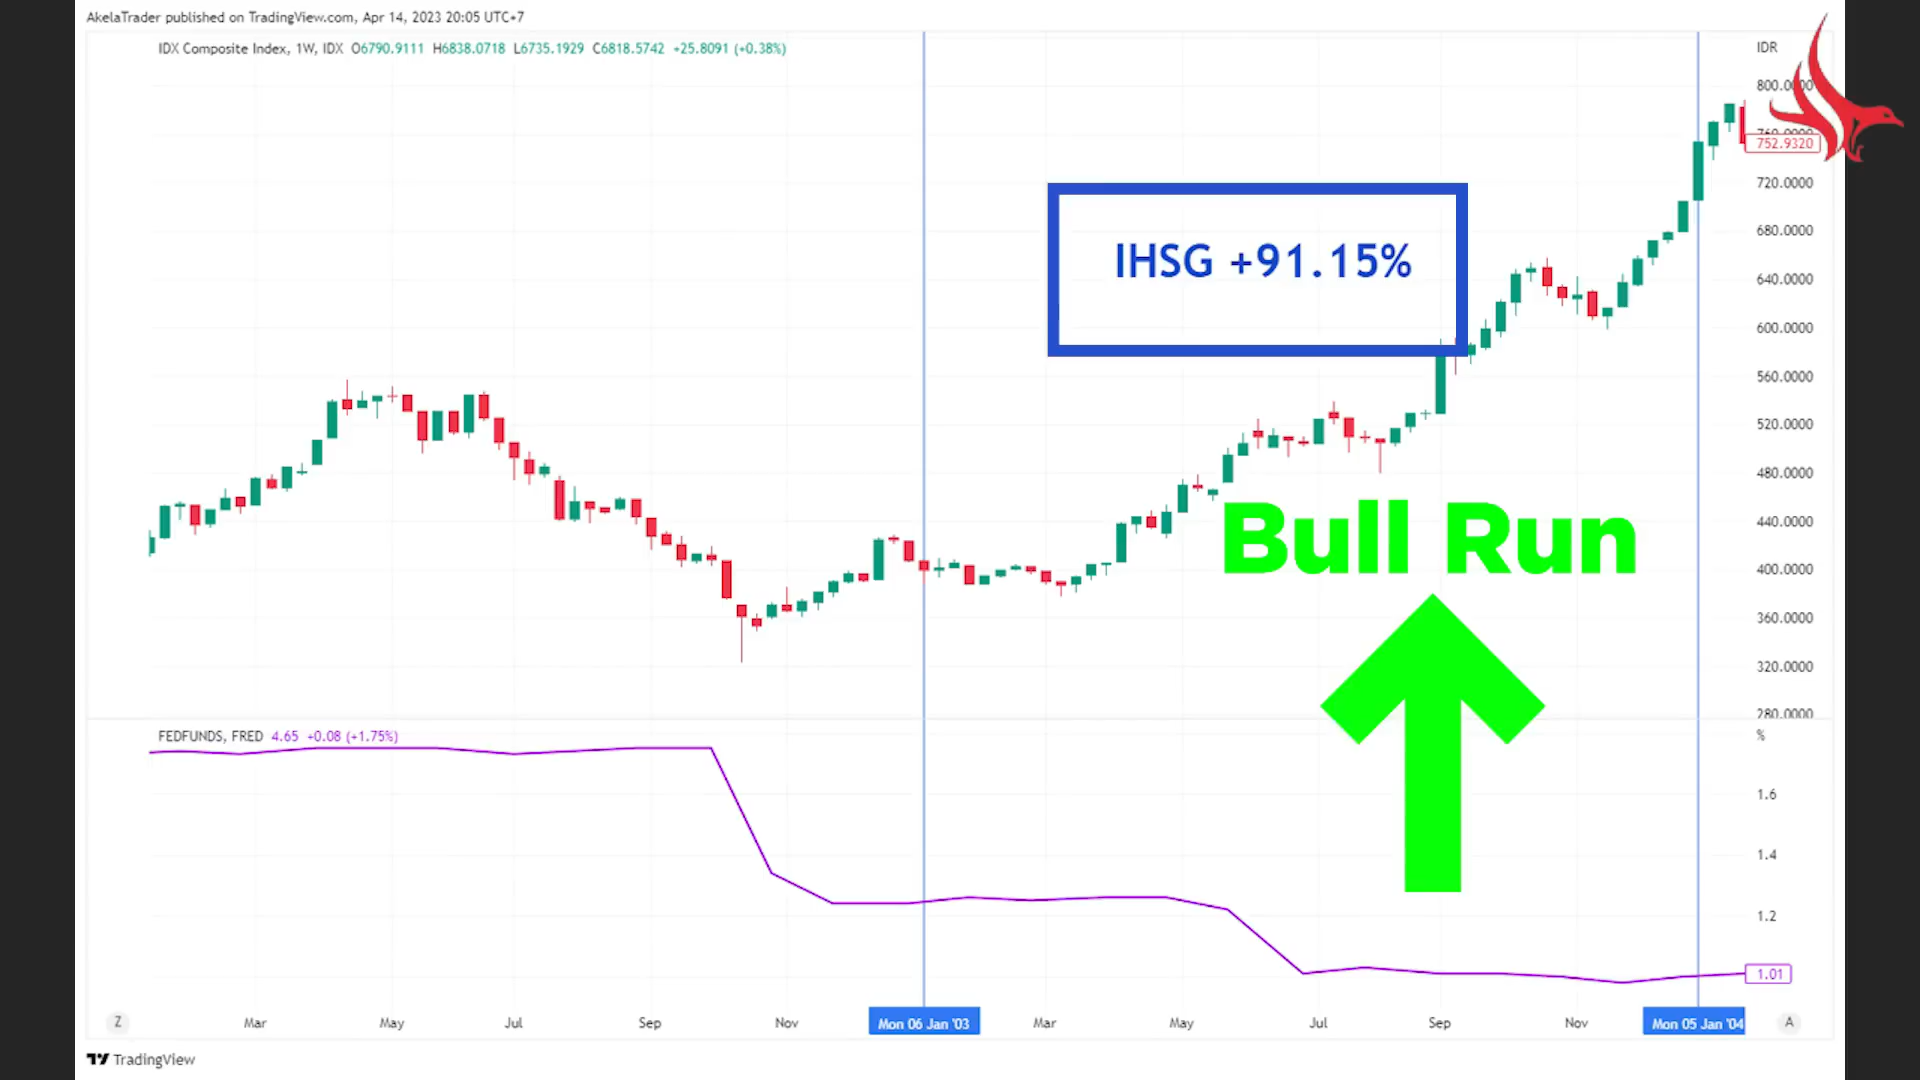 AkelaTrader published on TradingView.com, Apr 14, 2023 20:05 UTC+7
IDX Composite Index, 1W, IDX O6790.9111 H6838.0718 L6735.1929 C6818.5742 +25.8091 (+0.38%)
IDR
800.0000
760.0000
752.9320
720.0000
680.0000
640.0000
600.0000
560.0000
520.0000
480.0000
440.0000
400.0000
360.0000
320.0000
280.0000
IHSG +91.15%
Bull Run
FEDFUNDS, FRED 4.65 +0.08 (+1.75%)
%
1.6
1.4
1.2
1.01
Z Mar May Jul Sep Nov Mon 06 Jan '03 Mar May Jul Sep Nov Mon 05 Jan '04 A
TradingView